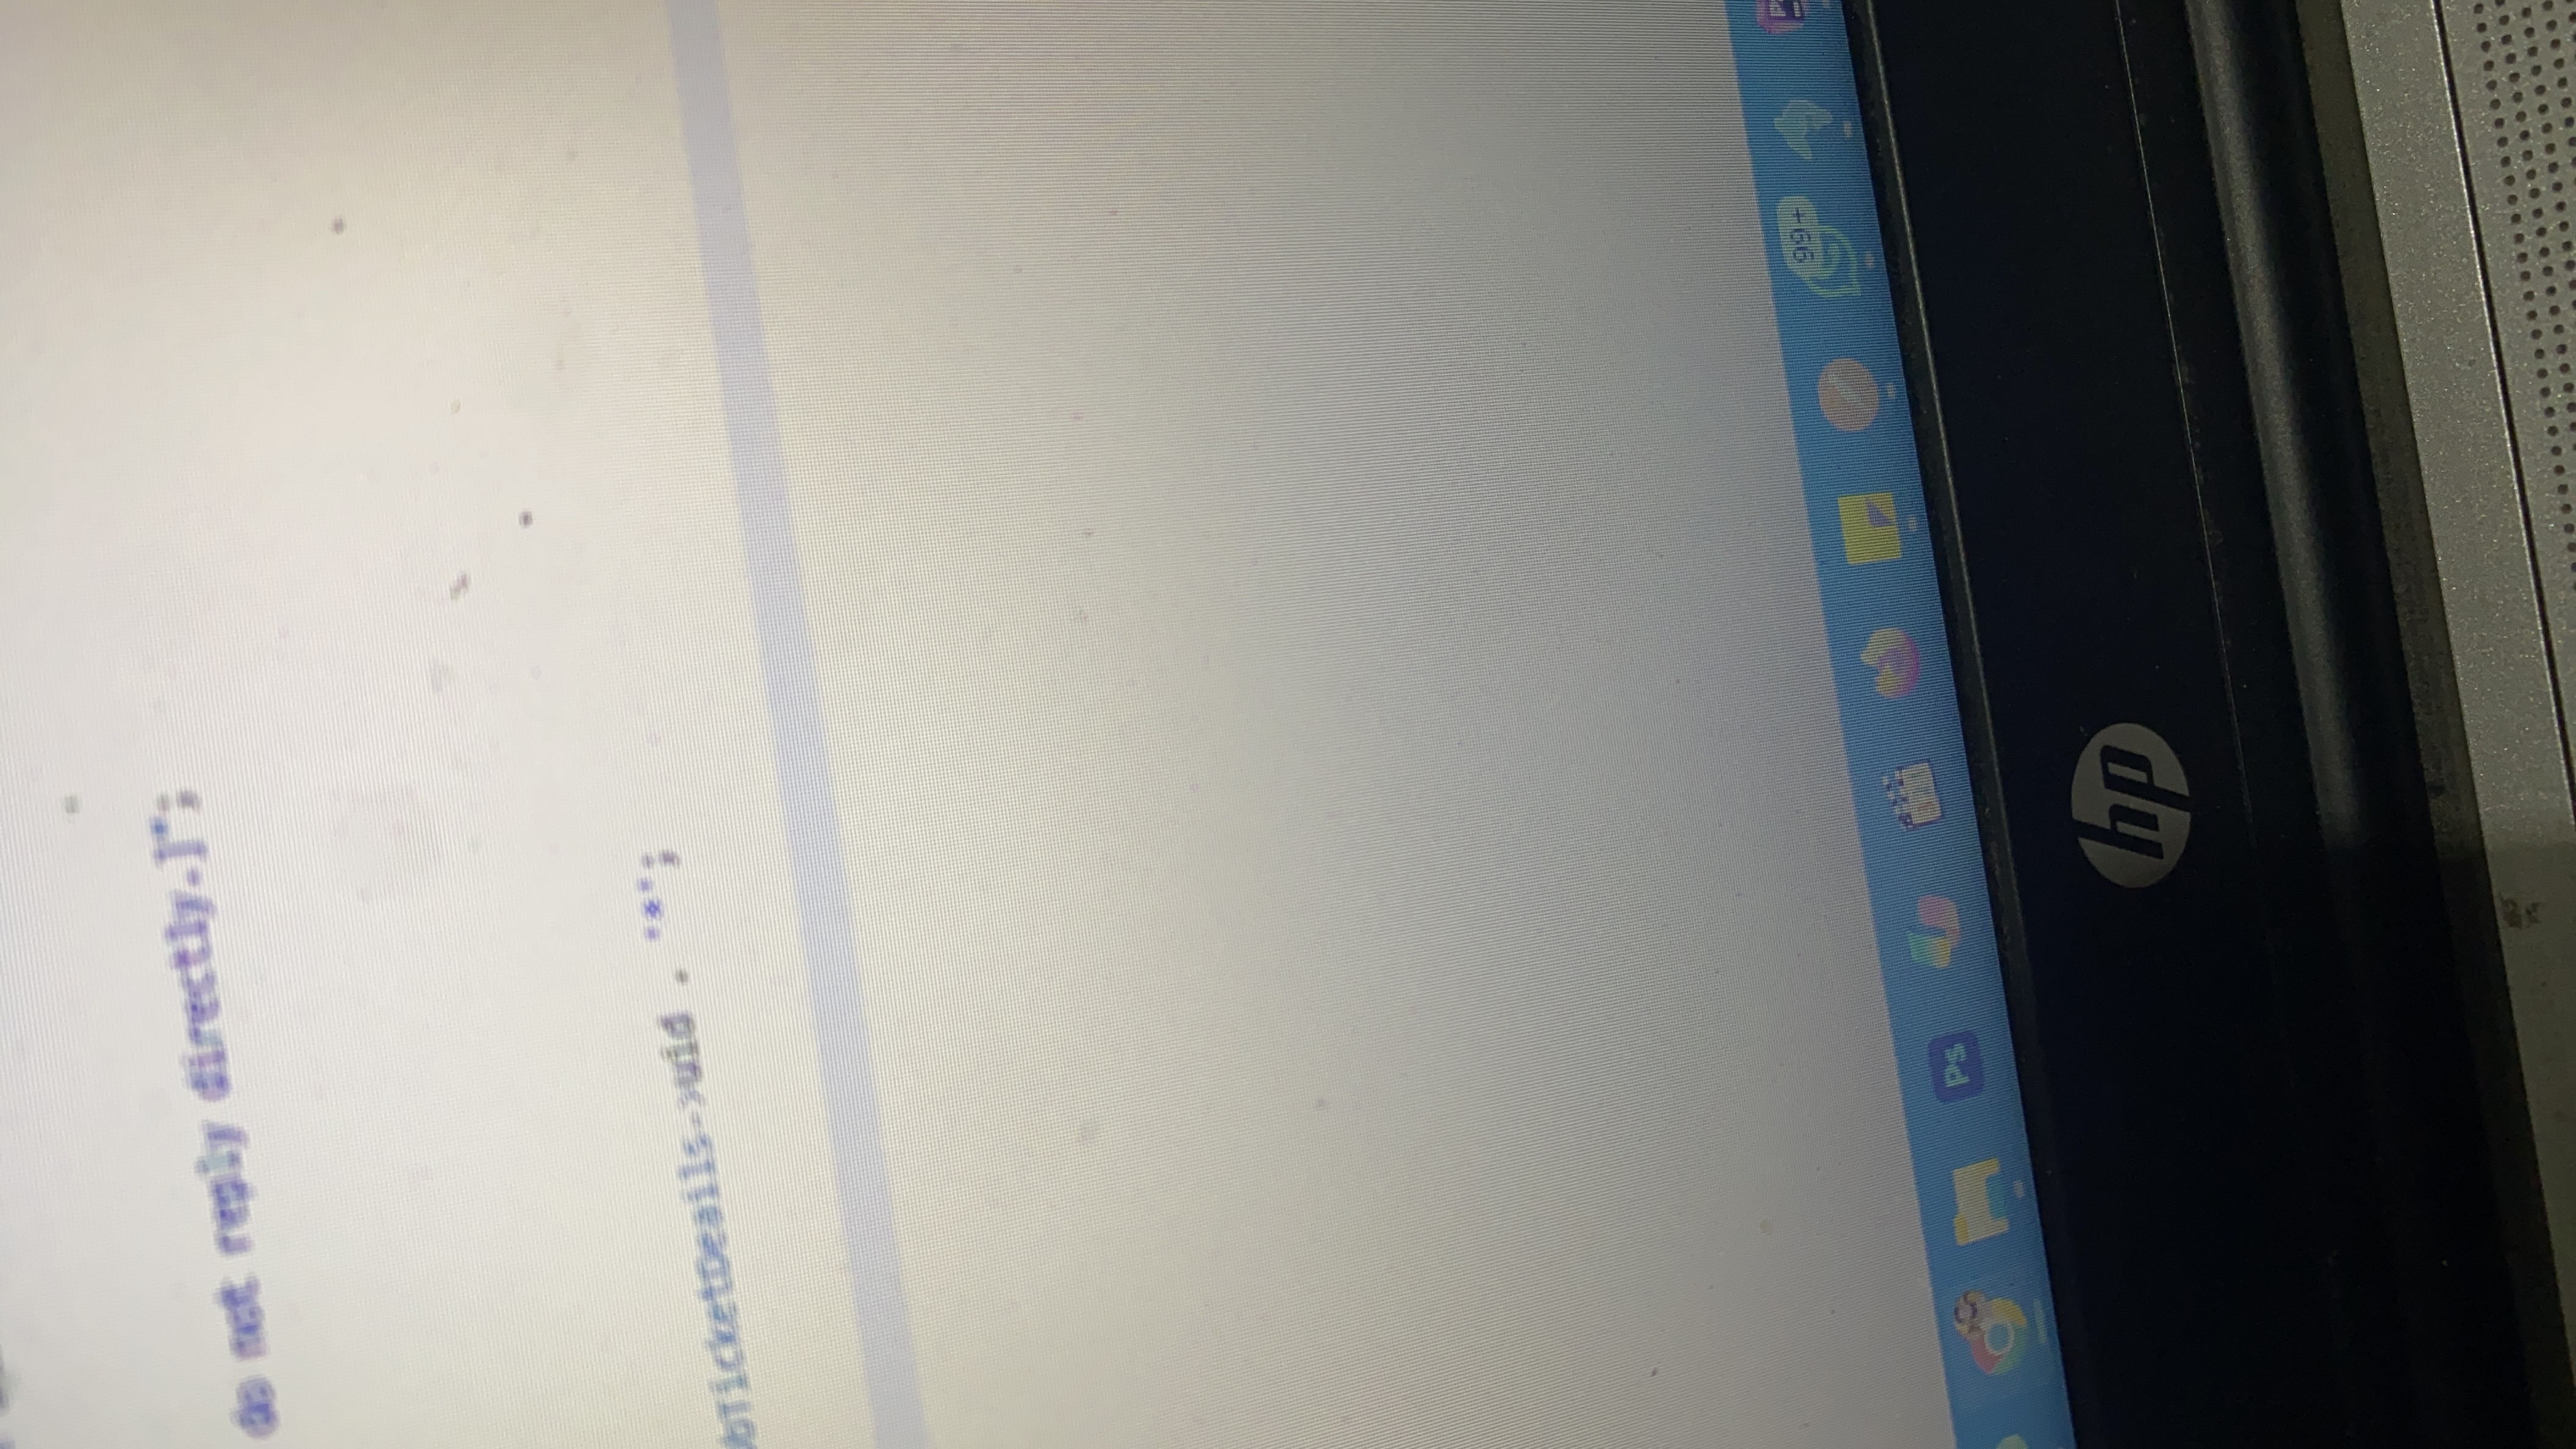 do not reply directly.]";
bTicketDeails->uid . "*";
99+
Ps
hp